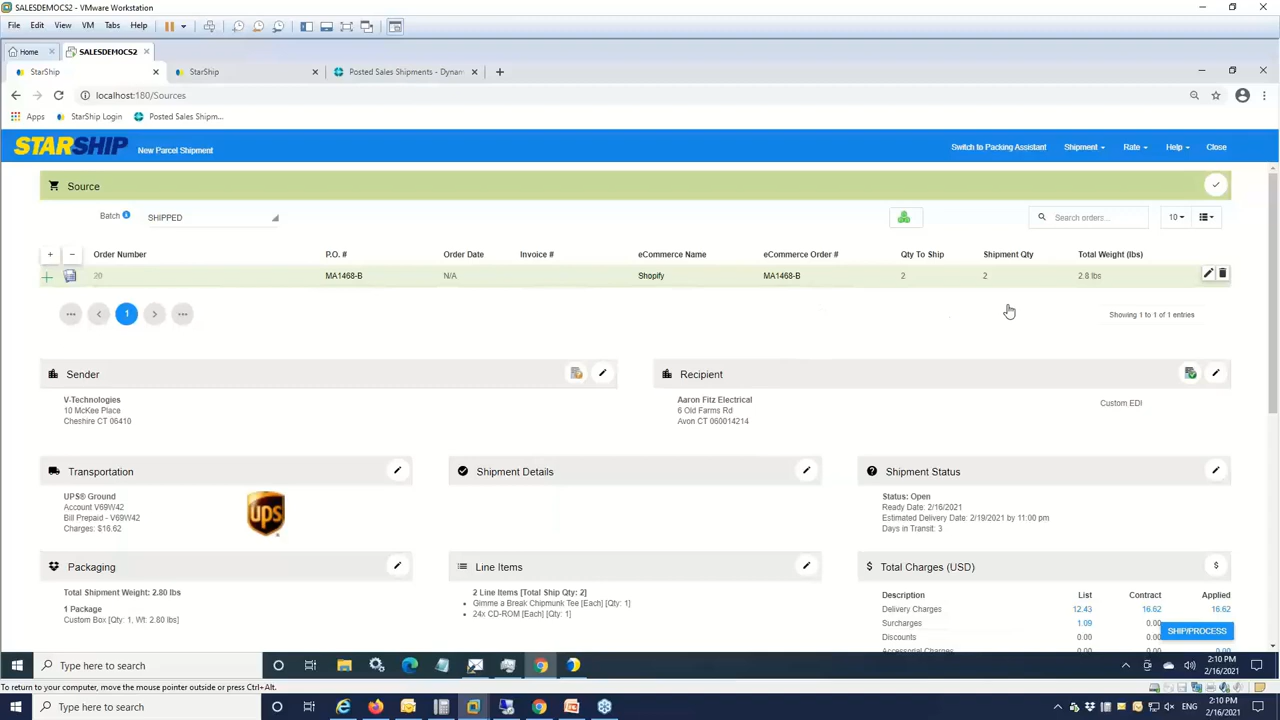 SALESDEMOCS2 - VMware Workstation
File Edit View VM Tabs Help
Home SALESDEMOCS2
StarShip StarShip Posted Sales Shipments - Dynam
localhost:180/Sources
Apps StarShip Login Posted Sales Shipm...
STARSHIP New Parcel Shipment Switch to Packing Assistant Shipment Rate Help Close
Source
Batch SHIPPED Search orders... 10
Order Number P.O. # Order Date Invoice # eCommerce Name eCommerce Order # Qty To Ship Shipment Qty Total Weight (lbs)
20 MA1468-B N/A Shopify MA1468-B 2 2 2.8 lbs
1 Showing 1 to 1 of 1 entries
Sender Recipient
V-Technologies
10 McKee Place
Cheshire CT 06410
Aaron Fitz Electrical
6 Old Farms Rd
Avon CT 060014214
Custom EDI
Transportation Shipment Details Shipment Status
UPS® Ground
Account V69W42
Bill Prepaid - V69W42
Charges: $16.62
ups
Status: Open
Ready Date: 2/16/2021
Estimated Delivery Date: 2/19/2021 by 11:00 pm
Days in Transit: 3
Packaging Line Items $ Total Charges (USD) $
Total Shipment Weight: 2.80 lbs
1 Package
Custom Box [Qty: 1, Wt: 2.80 lbs]
2 Line Items [Total Ship Qty: 2]
Gimme a Break Chipmunk Tee [Each] [Qty: 1]
24x CD-ROM [Each] [Qty: 1]
Description List Contract Applied
Delivery Charges 12.43 16.62 16.62
Surcharges 1.09 0.00
Discounts 0.00 0.00
Accessorial Charges
SHIP/PROCESS
Type here to search 2:10 PM
2/16/2021
To return to your computer, move the mouse pointer outside or press Ctrl+Alt.
Type here to search 2:10 PM
2/16/2021